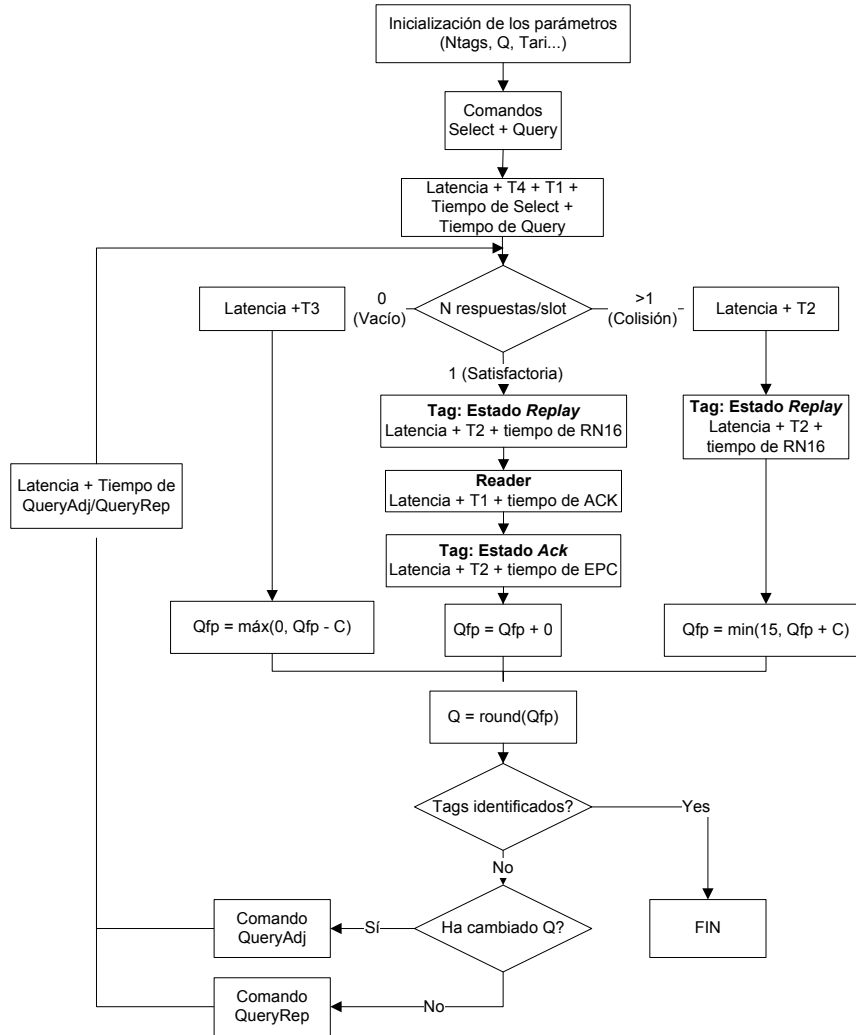 Inicialización de los parámetros
(Ntags, Q, Tari...)
Comandos
Select + Query
Latencia + T4 + T1 +
Tiempo de Select +
Tiempo de Query
Latencia +T3
0
(Vacío)
N respuestas/slot
>1
(Colisión)
Latencia + T2
1 (Satisfactoria)
Tag: Estado Replay
Latencia + T2 + tiempo de RN16
Tag: Estado Replay
Latencia + T2 +
tiempo de RN16
Latencia + Tiempo de
QueryAdj/QueryRep
Reader
Latencia + T1 + tiempo de ACK
Tag: Estado Ack
Latencia + T2 + tiempo de EPC
Qfp = máx(0, Qfp - C)
Qfp = Qfp + 0
Qfp = min(15, Qfp + C)
Q = round(Qfp)
Tags identificados?
Yes
No
Comando
QueryAdj
Sí
Ha cambiado Q?
FIN
Comando
QueryRep
No